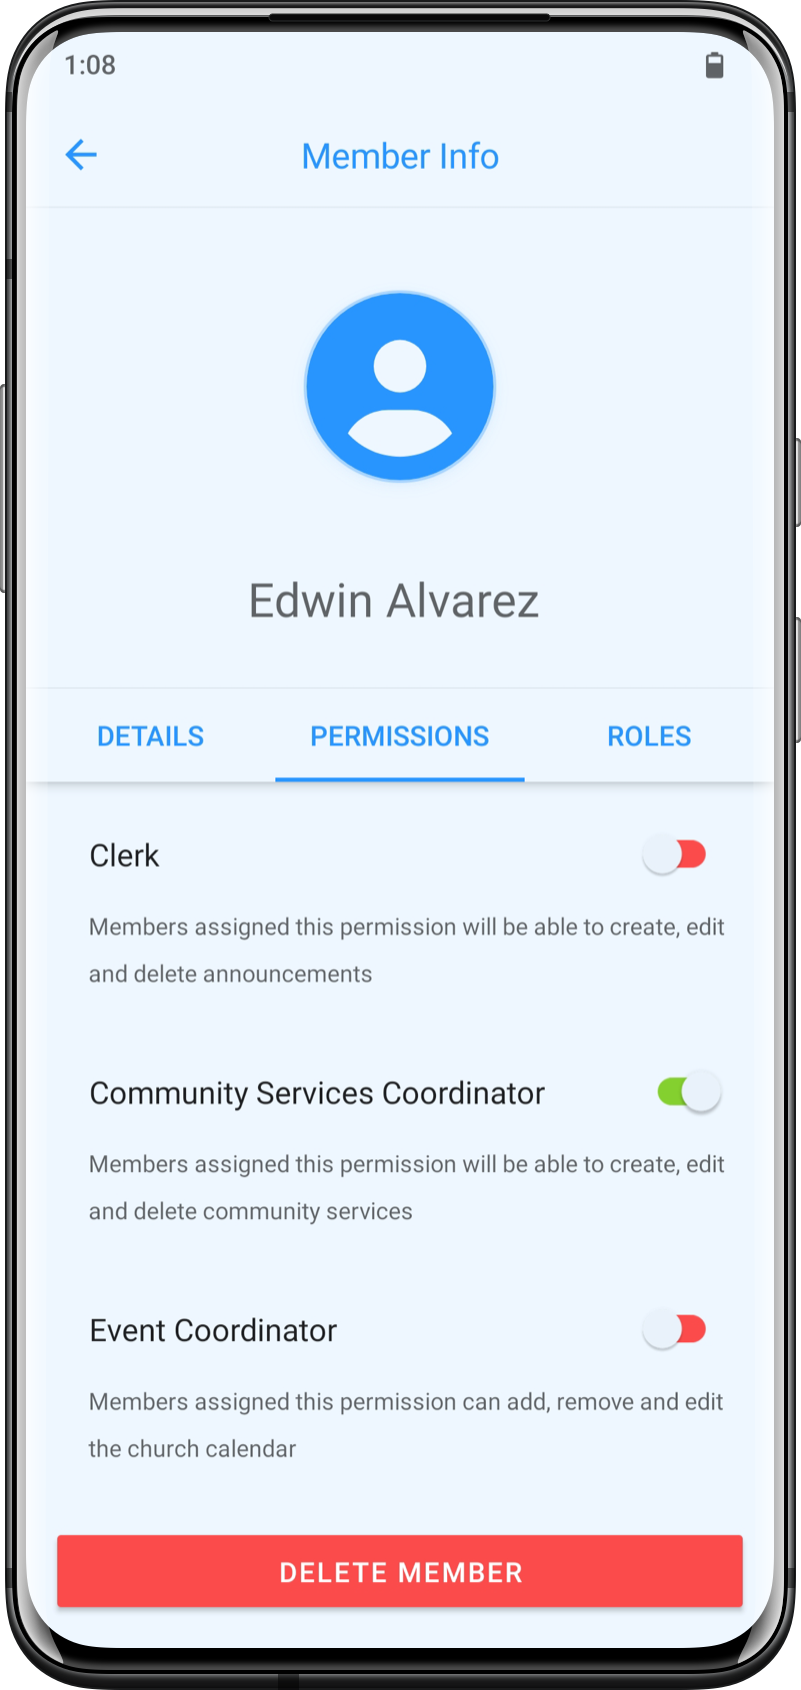 1:08
Member Info
Edwin Alvarez
DETAILS PERMISSIONS ROLES
Clerk
Members assigned this permission will be able to create, edit
and delete announcements
Community Services Coordinator
Members assigned this permission will be able to create, edit
and delete community services
Event Coordinator
Members assigned this permission can add, remove and edit
the church calendar
DELETE MEMBER